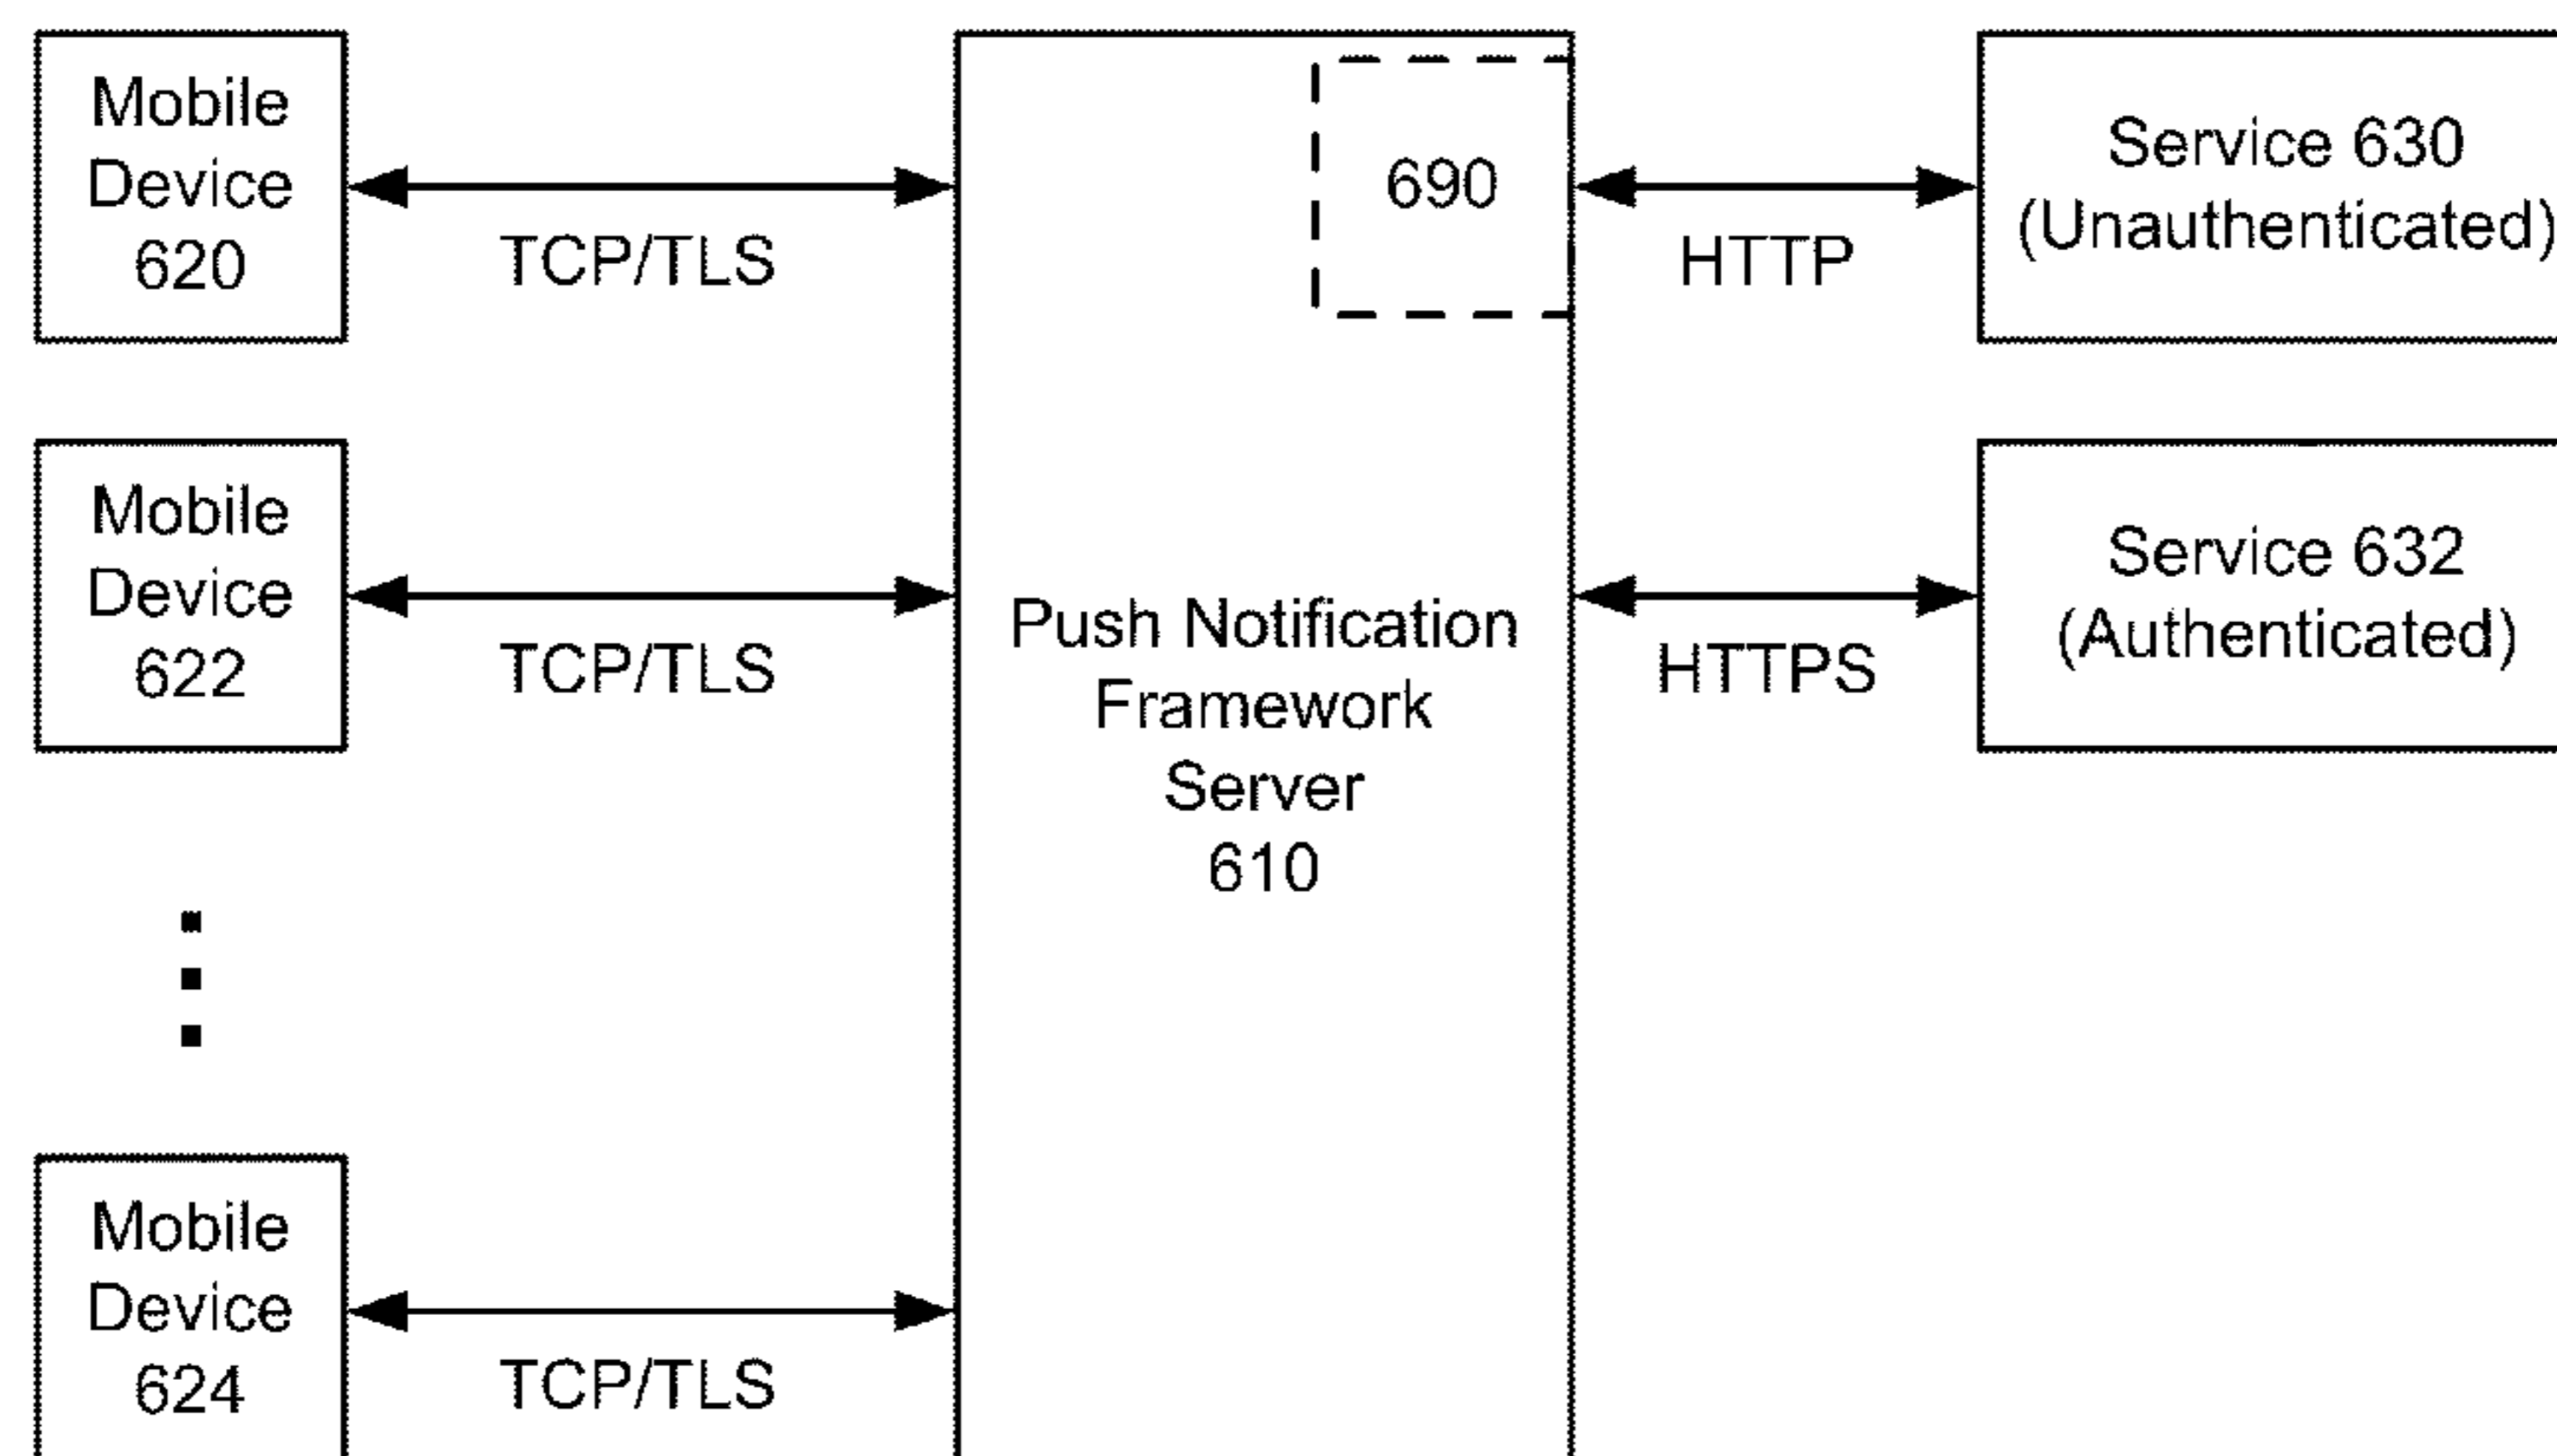 Mobile
Device
620
TCP/TLS
690
HTTP
Service 630
(Unauthenticated)
Mobile
Device
622
TCP/TLS
Push Notification
Framework
Server
610
HTTPS
Service 632
(Authenticated)
Mobile
Device
624
TCP/TLS